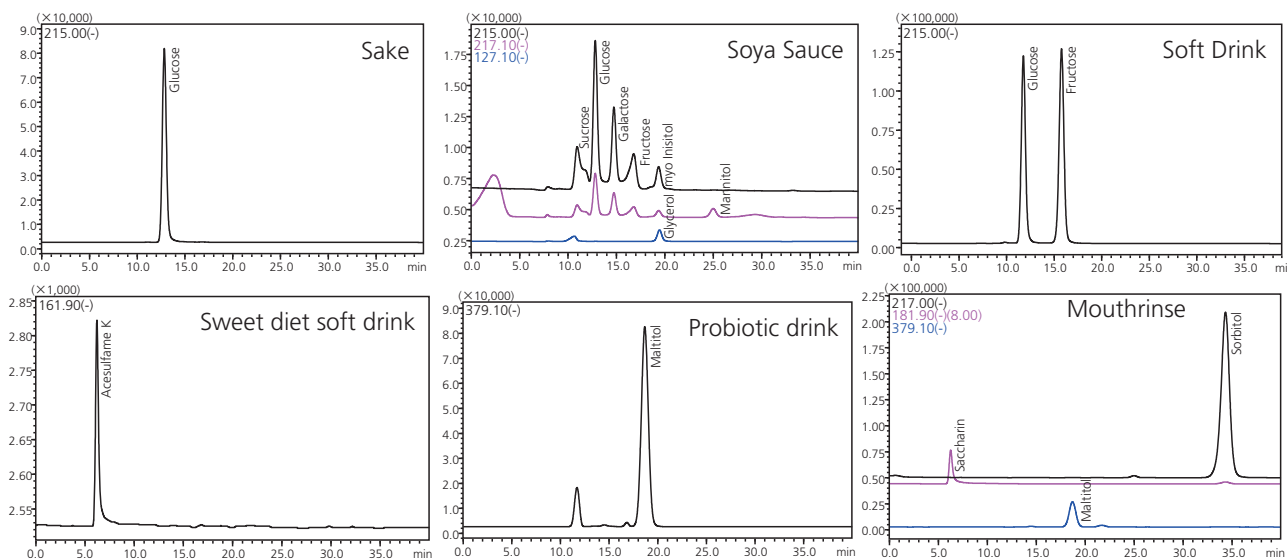 (×10,000)
215.00(-)
Sake
Glucose
9.0
8.0
7.0
6.0
5.0
4.0
3.0
2.0
1.0
0.0
0.0 5.0 10.0 15.0 20.0 25.0 30.0 35.0 min
(×10,000)
215.00(-)
217.10(-)
127.10(-)
Soya Sauce
Sucrose
Glucose
Galactose
Fructose
Glycerol myo Inisitol
Mannitol
1.75
1.50
1.25
1.00
0.75
0.50
0.25
0.0 5.0 10.0 15.0 20.0 25.0 30.0 35.0 min
(×100,000)
215.00(-)
Soft Drink
Glucose
Fructose
1.25
1.00
0.75
0.50
0.25
0.00
0.0 5.0 10.0 15.0 20.0 25.0 30.0 35.0 mi
(×1,000)
161.90(-)
Sweet diet soft drink
Acesulfame K
2.85
2.80
2.75
2.70
2.65
2.60
2.55
0.0 5.0 10.0 15.0 20.0 25.0 30.0 35.0 min
(×10,000)
379.10(-)
Probiotic drink
Maltitol
9.0
8.0
7.0
6.0
5.0
4.0
3.0
2.0
1.0
0.0
0.0 5.0 10.0 15.0 20.0 25.0 30.0 35.0 min
(×100,000)
217.00(-)
181.90(-)(8.00)
379.10(-)
Mouthrinse
Saccharin
Maltitol
Sorbitol
2.25
2.00
1.75
1.50
1.25
1.00
0.75
0.50
0.25
0.00
0.0 5.0 10.0 15.0 20.0 25.0 30.0 35.0 min